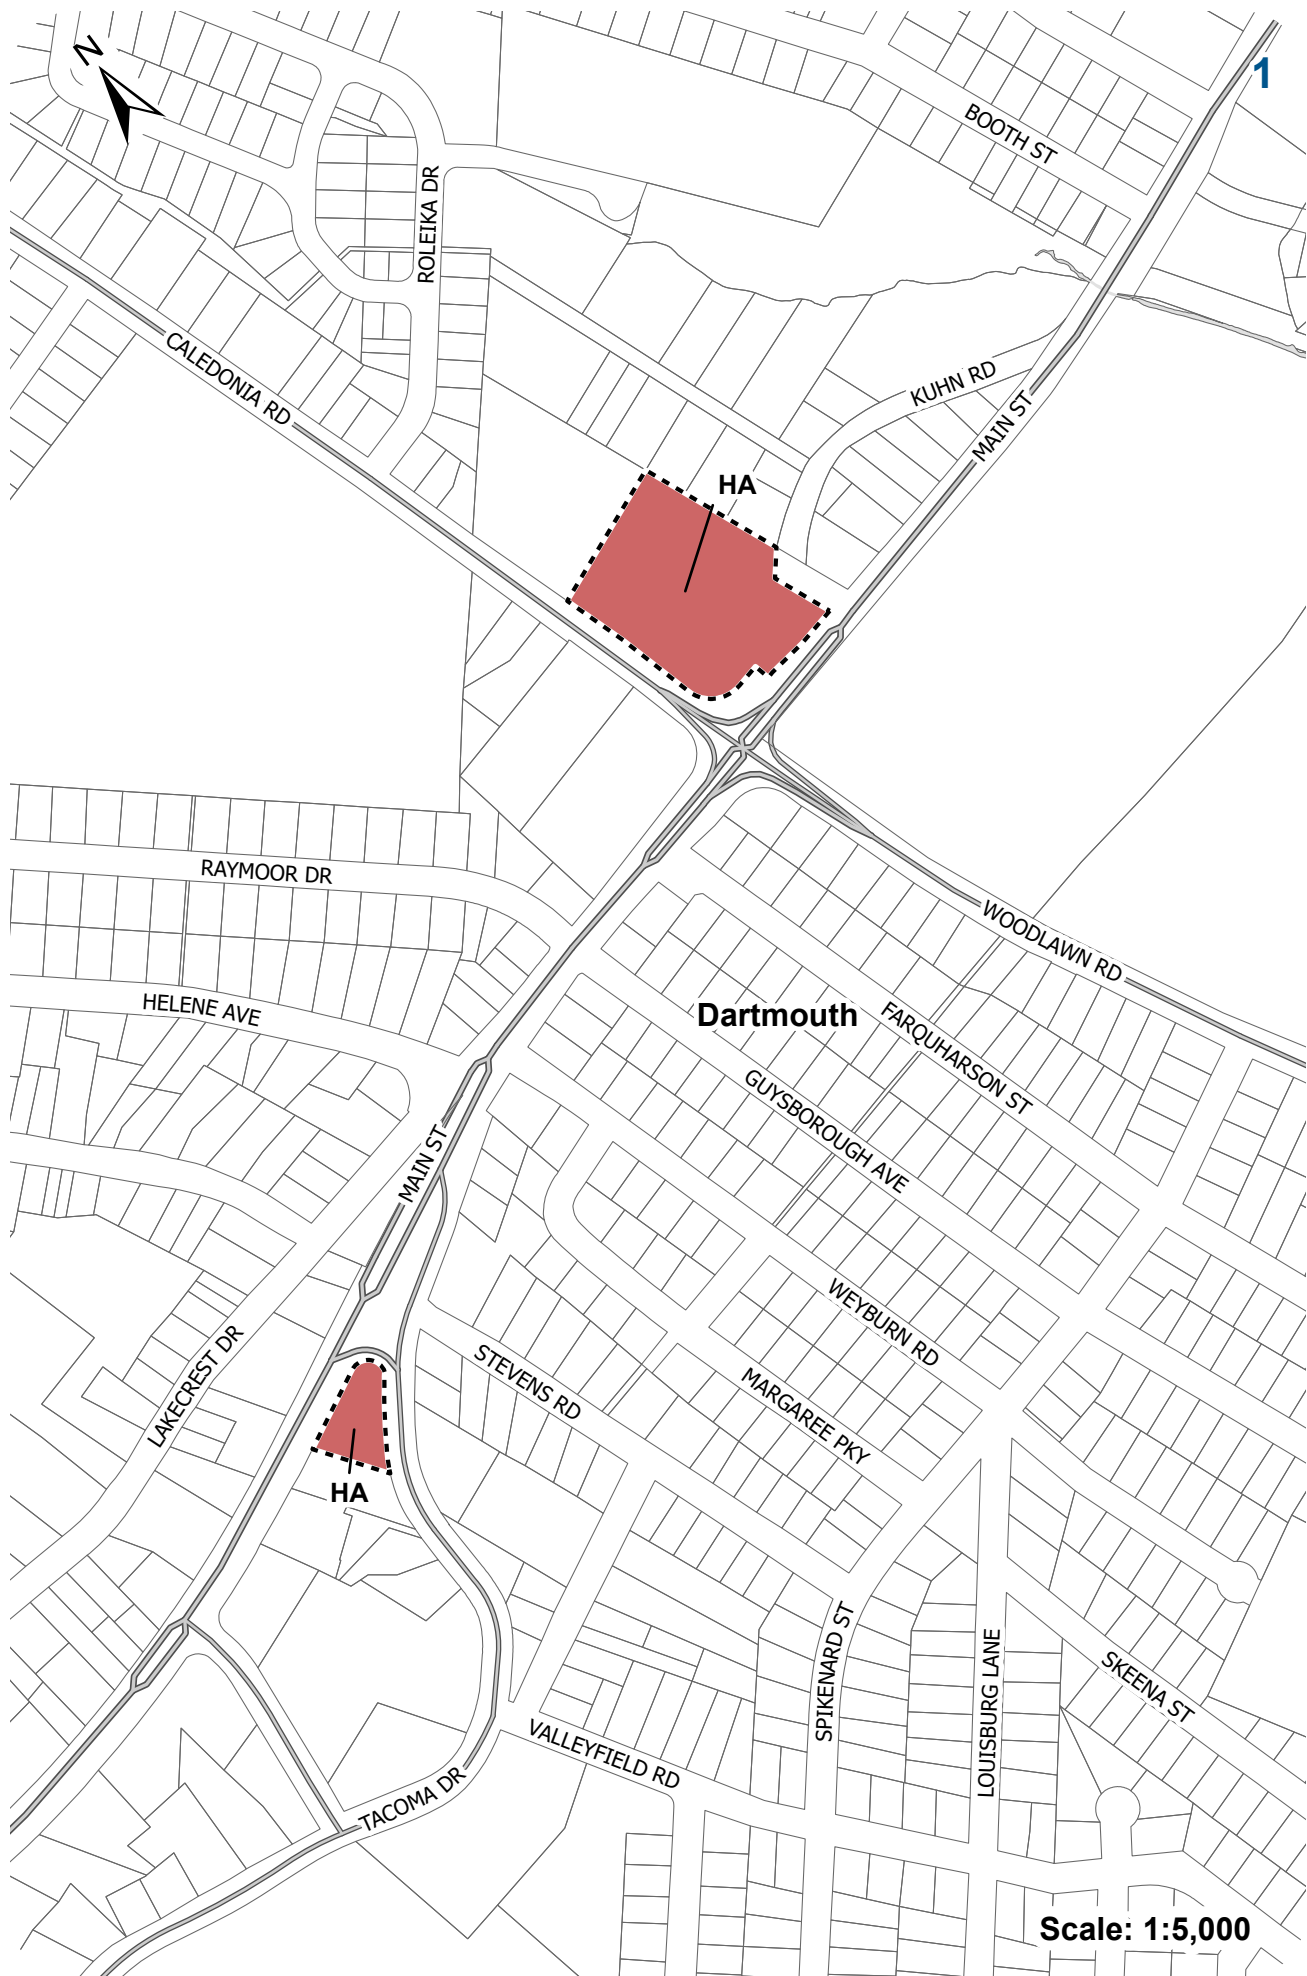 N
1
BOOTH ST
ROLEIKA DR
CALEDONIA RD
KUHN RD
MAIN ST
HA
RAYMOOR DR
WOODLAWN RD
HELENE AVE
Dartmouth
FARQUHARSON ST
GUYSBOROUGH AVE
MAIN ST
WEYBURN RD
LAKECREST DR
STEVENS RD
MARGAREE PKY
HA
SPIKENARD ST
LOUISBURG LANE
SKEENA ST
VALLEYFIELD RD
TACOMA DR
Scale: 1:5,000